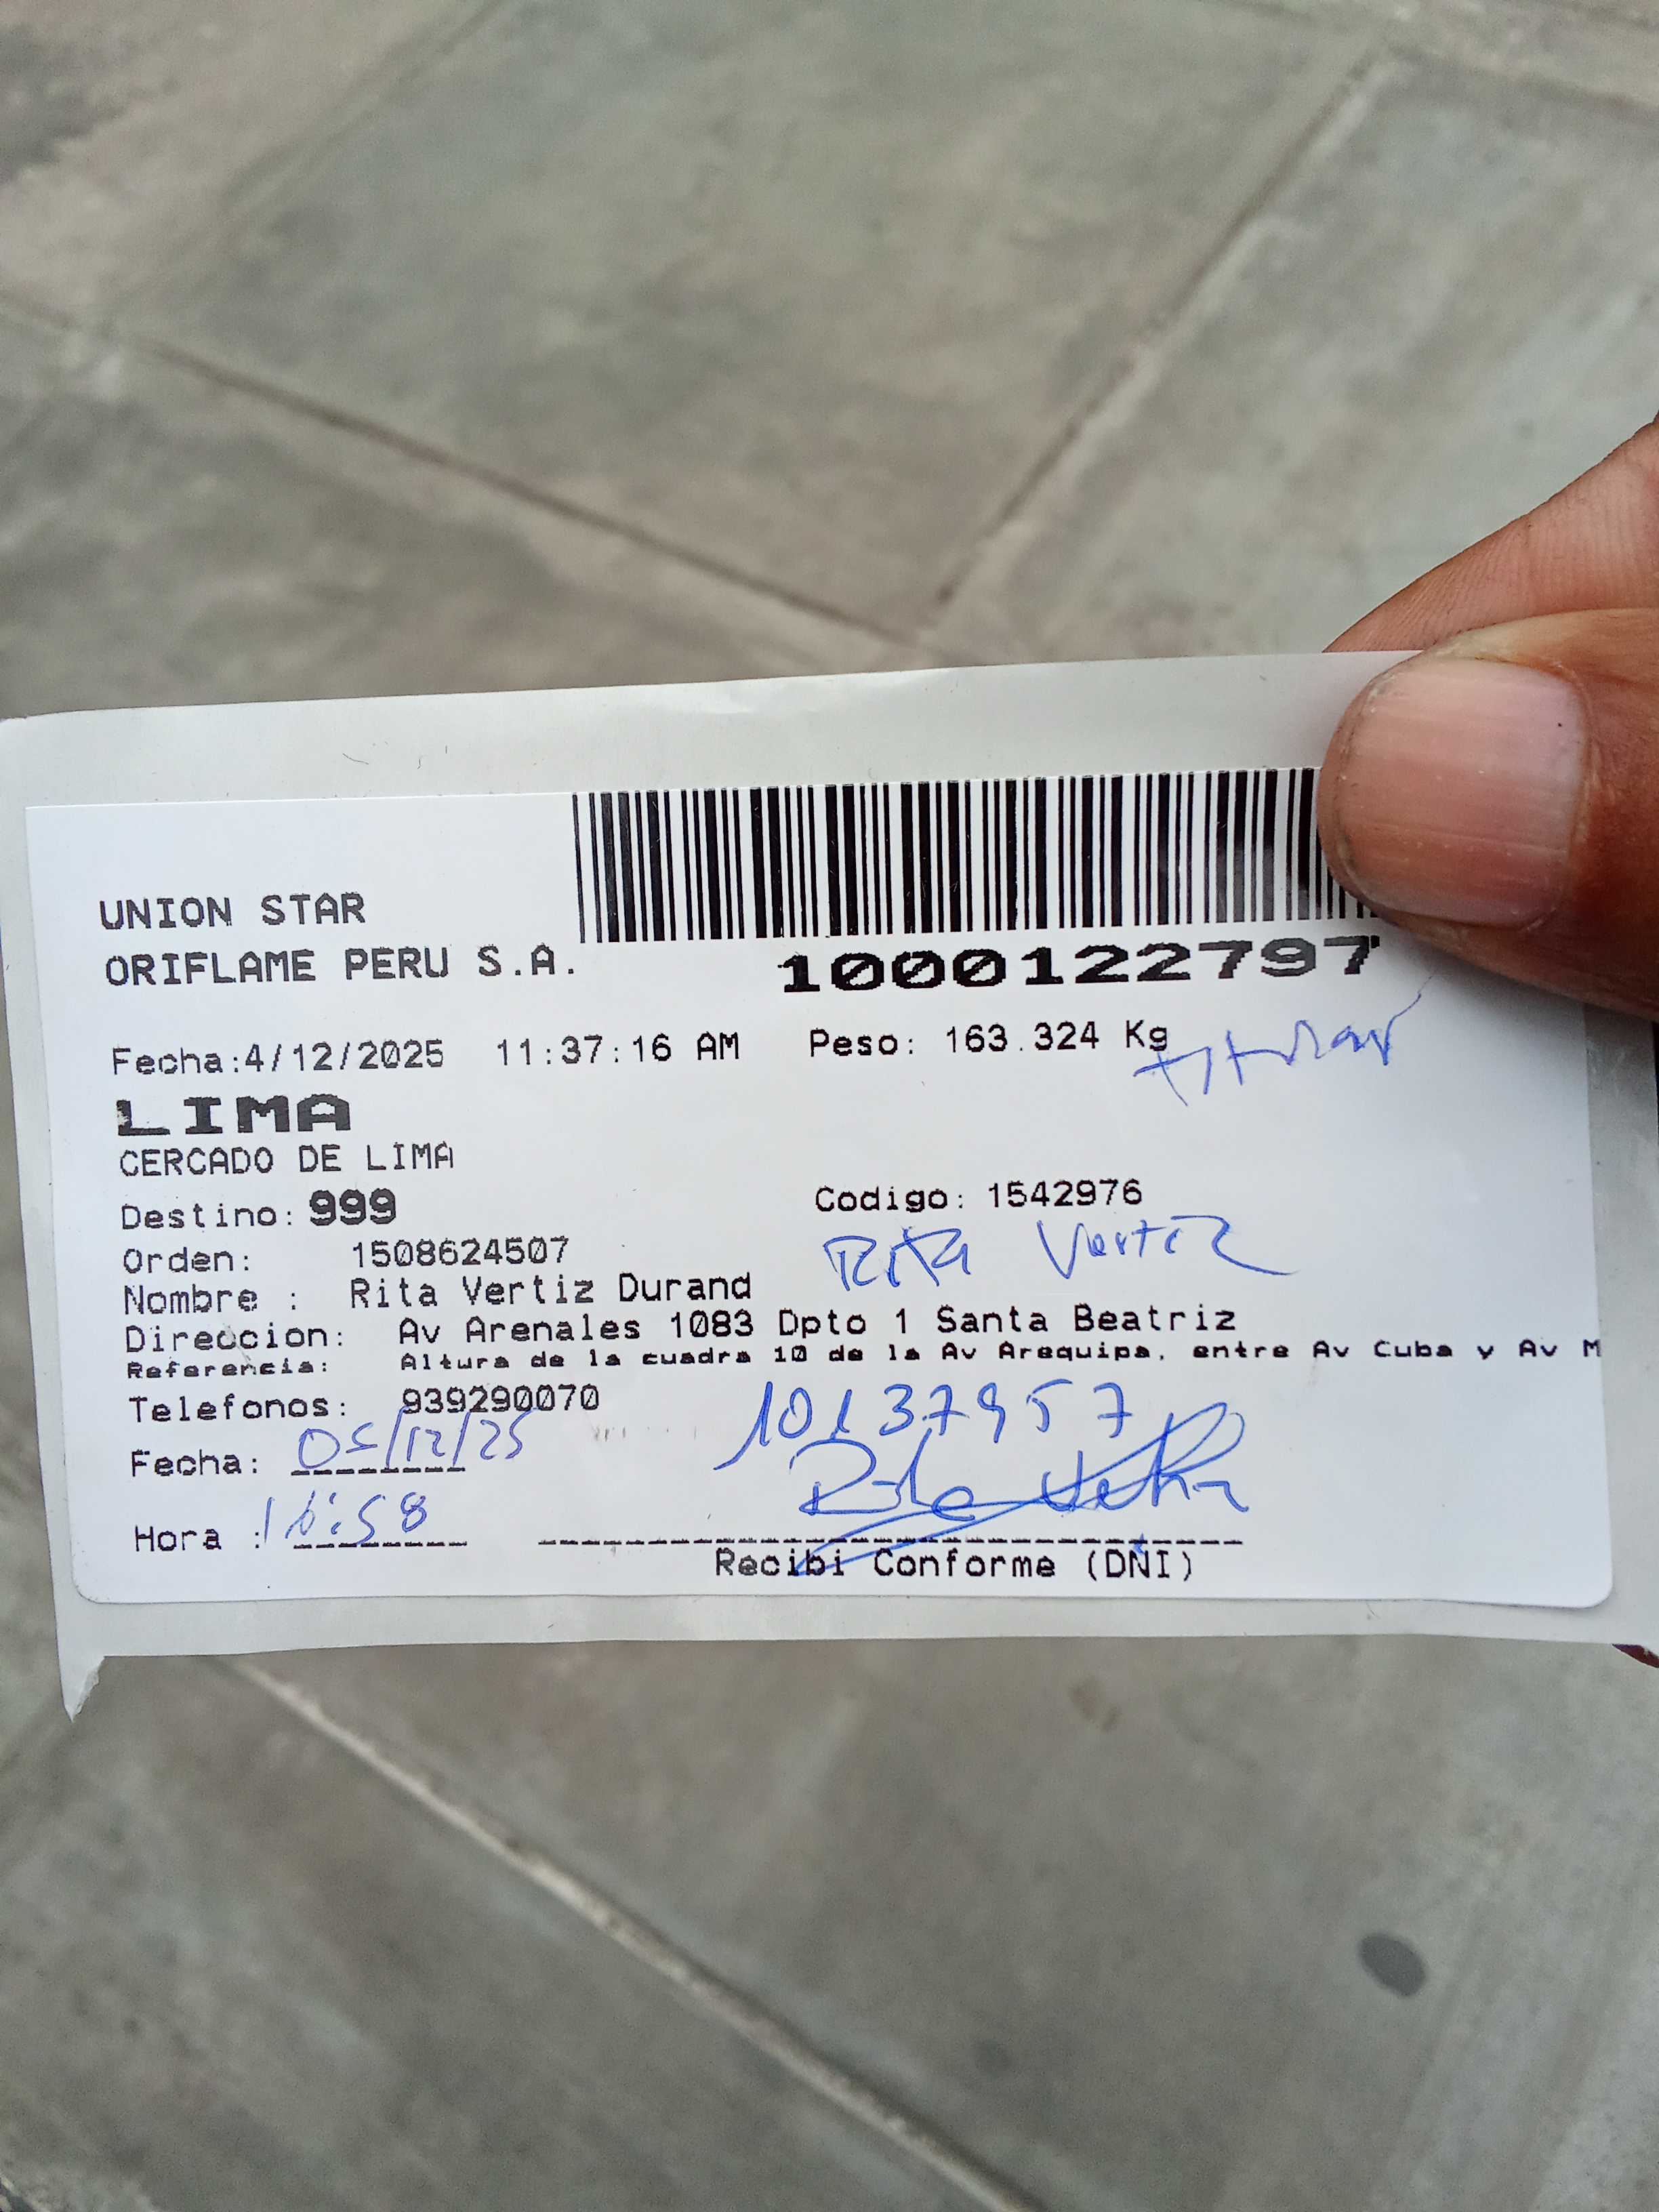 UNION STAR
ORIFLAME PERU S.A.
1000122797
Fecha:4/12/2025 11:37:16 AM Peso: 163.324 Kg
titular
LIMA
CERCADO DE LIMA
Destino: 999 Codigo: 1542976
Orden: 1508624507
Rita Vertiz
Nombre : Rita Vertiz Durand
Direccion: Av Arenales 1083 Dpto 1 Santa Beatriz
Referencia: Altura de la cuadra 10 de la Av Arequipa, entre Av Cuba y Av M
Telefonos: 939290070
10137957
Fecha: 05/12/25
Hora : 16:58
Recibi Conforme (DNI)